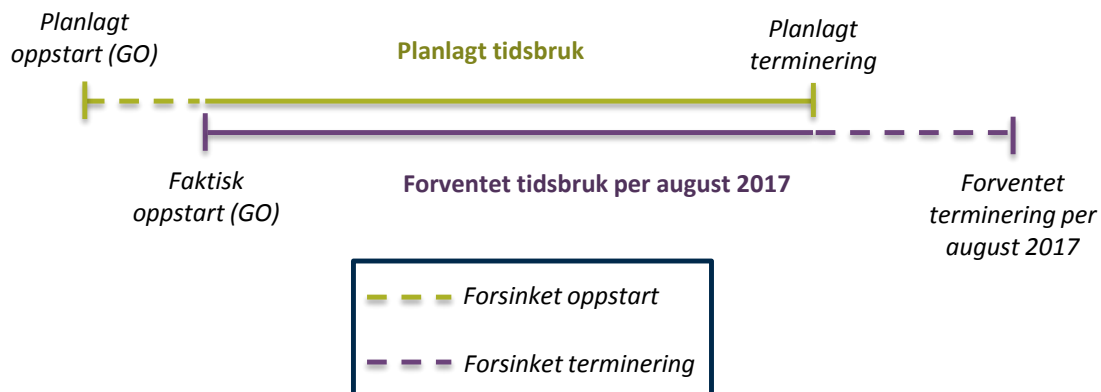 Planlagt
oppstart (GO)
Planlagt tidsbruk
Planlagt
terminering
Faktisk
oppstart (GO)
Forventet tidsbruk per august 2017
Forventet
terminering per
august 2017
Forsinket oppstart
Forsinket terminering